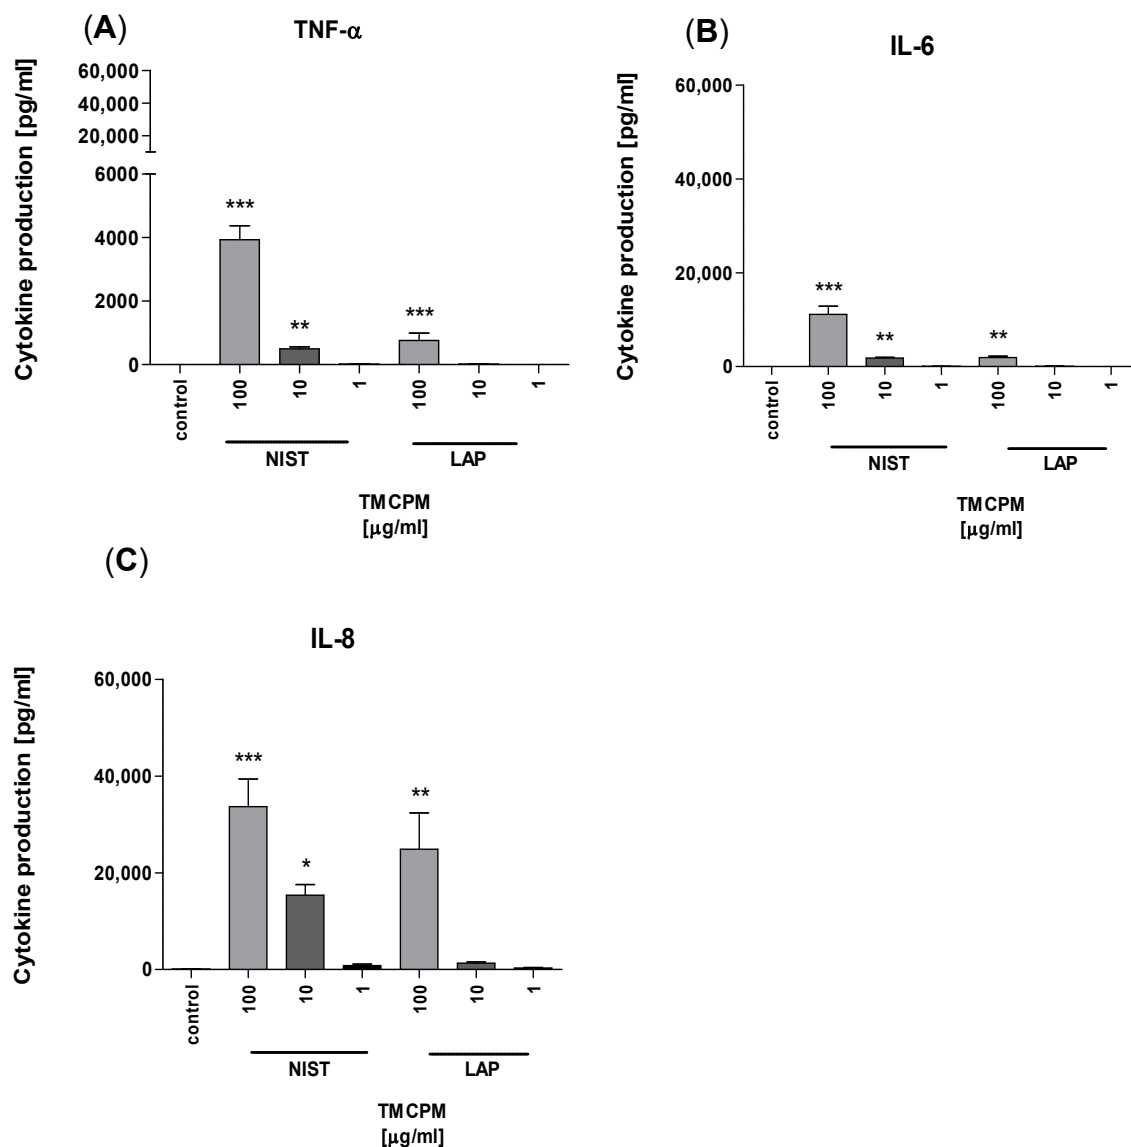 (A)
TNF-α
Cytokine production [pg/ml]
60,000
40,000
20,000
6000
4000
2000
0
***
**
***
control
100
10
1
100
10
1
NIST
LAP
TMCPM
[μg/ml]
(B)
IL-6
Cytokine production [pg/ml]
60,000
40,000
20,000
0
***
**
**
control
100
10
1
100
10
1
NIST
LAP
TMCPM
[μg/ml]
(C)
IL-8
Cytokine production [pg/ml]
60,000
40,000
20,000
0
***
*
**
control
100
10
1
100
10
1
NIST
LAP
TMCPM
[μg/ml]